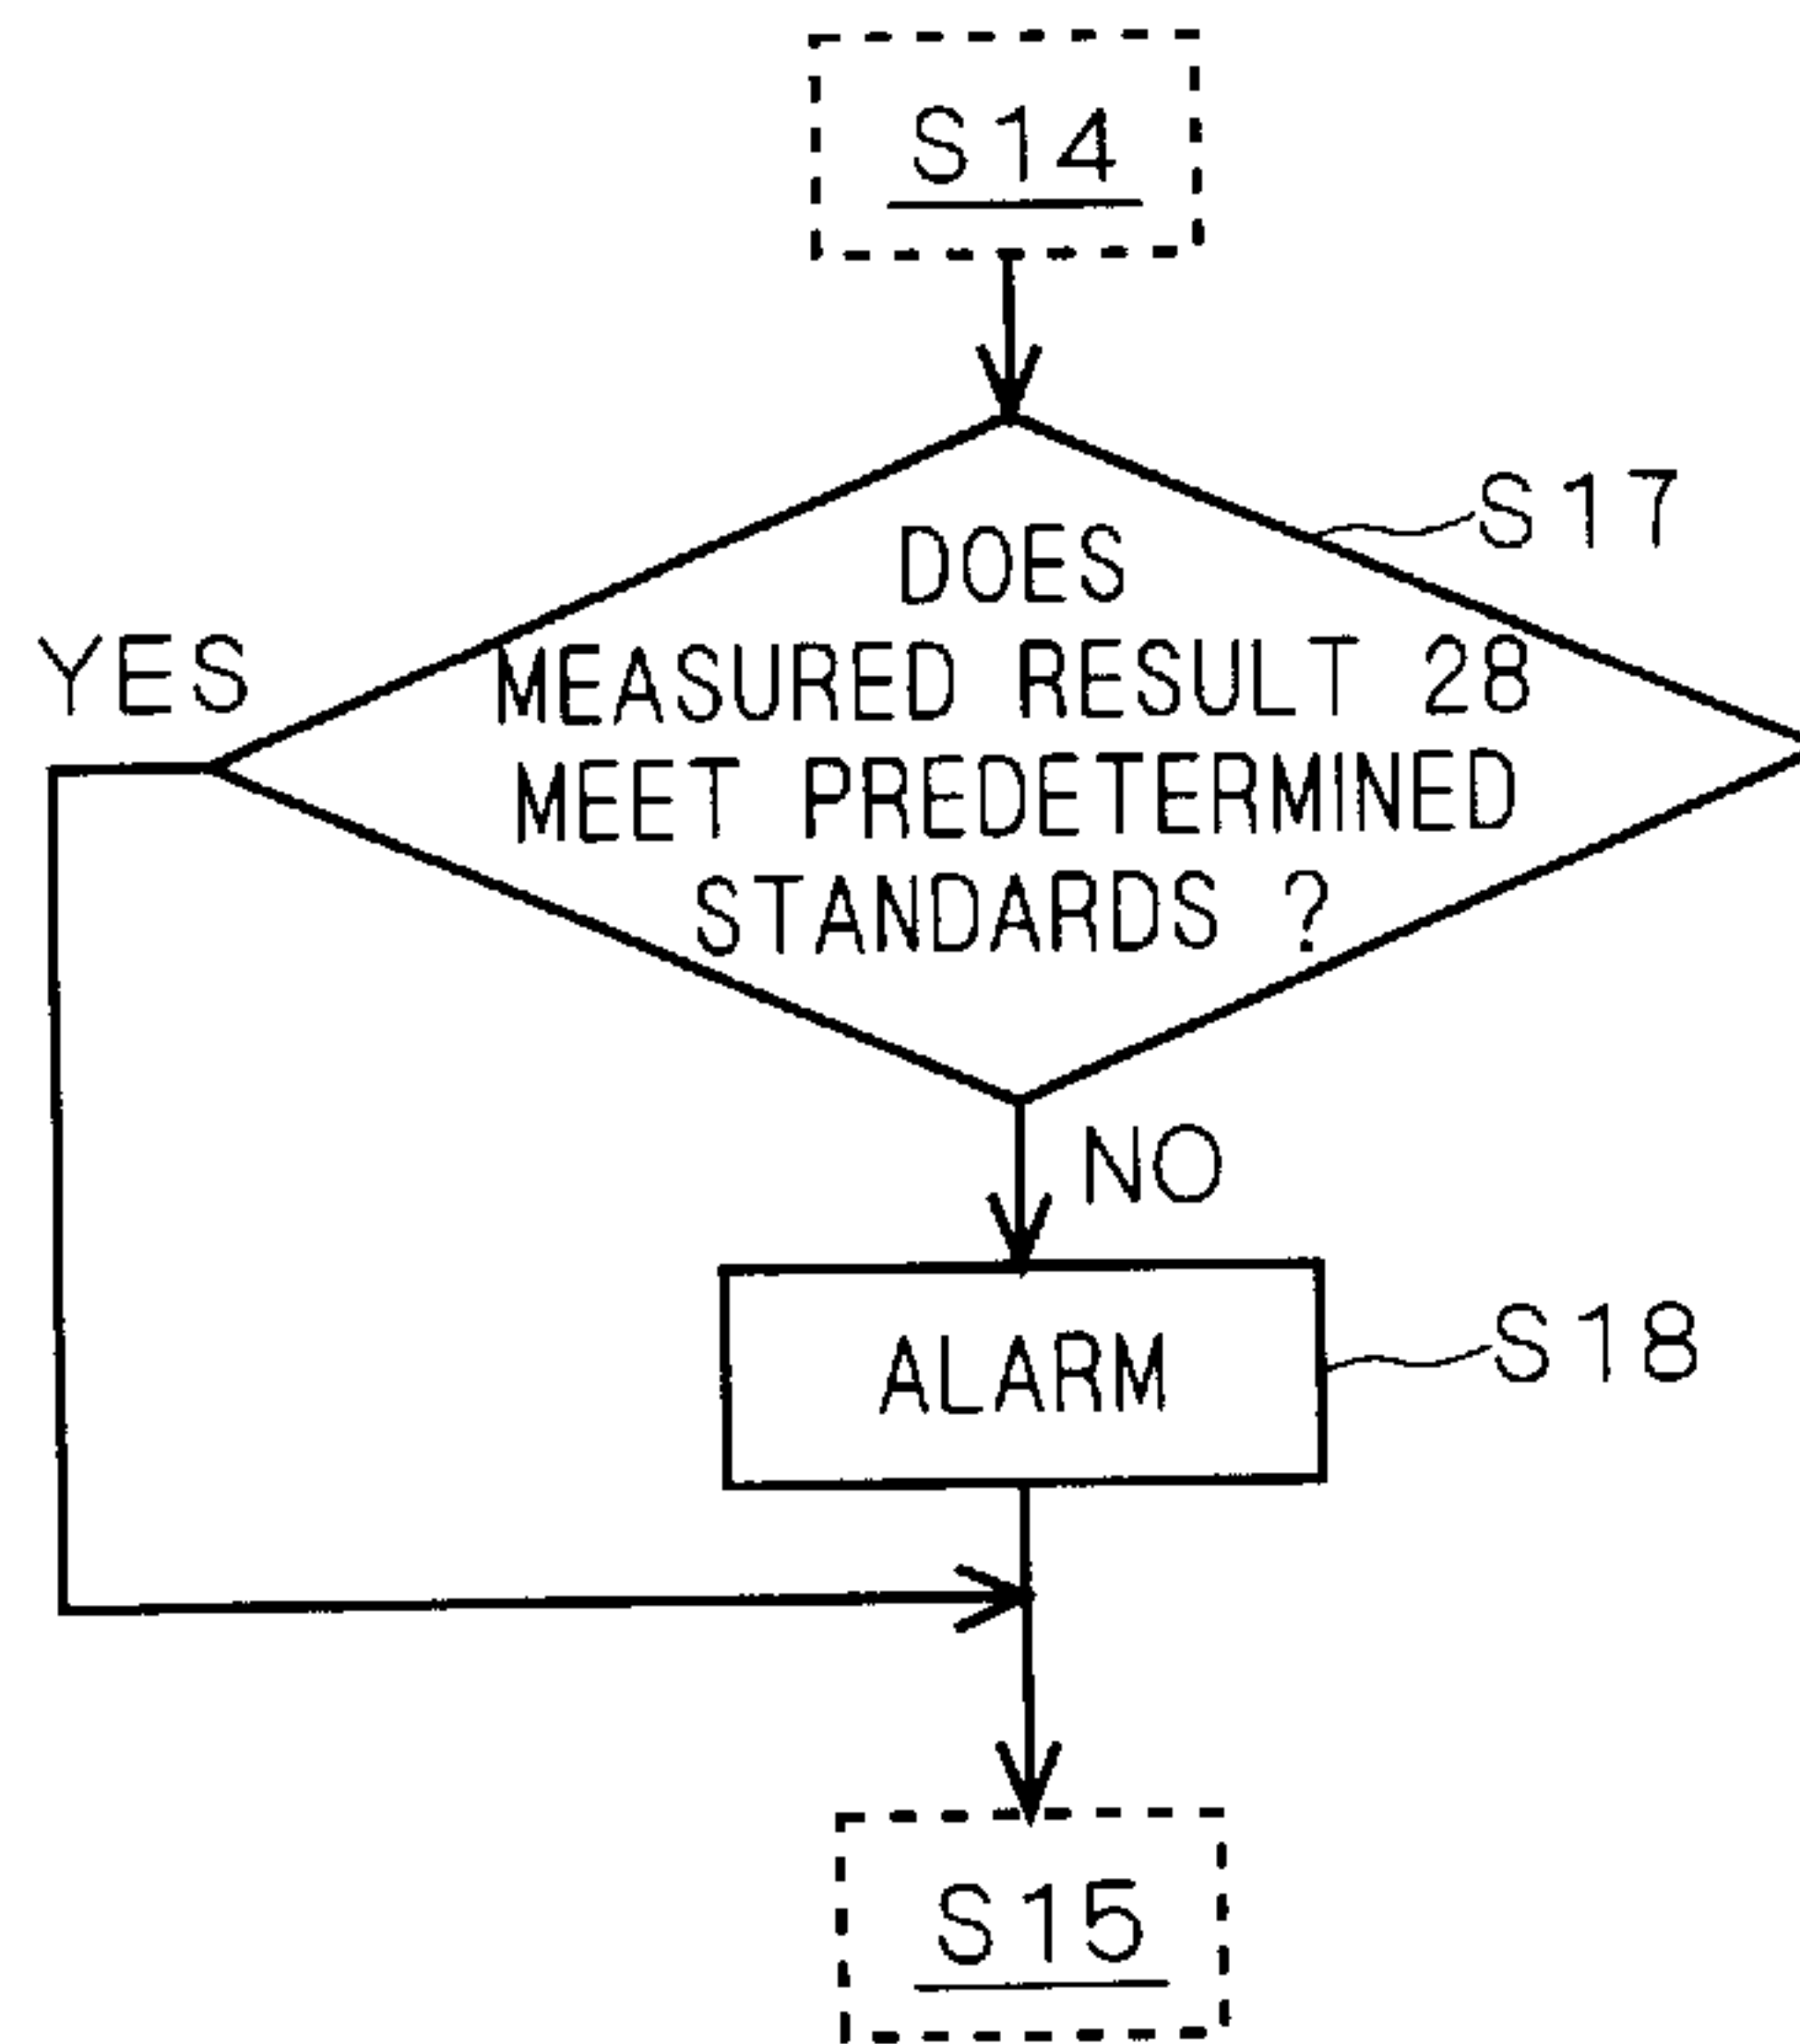 S14
S17
DOES
MEASURED RESULT 28
MEET PREDETERMINED
STANDARDS ?
YES
NO
ALARM
S18
S15